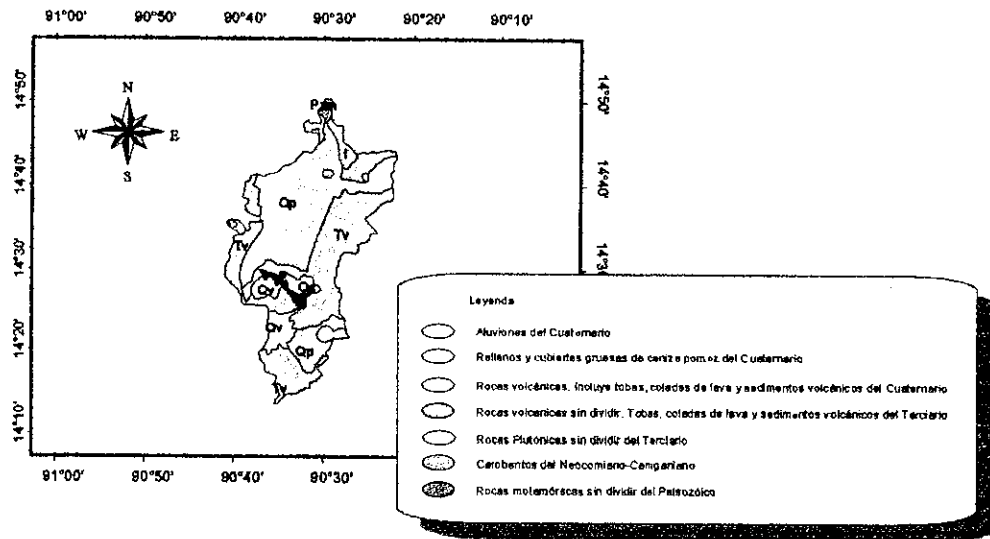 91°00' 90°50' 90°40' 90°30' 90°20' 90°10'
14°50' 14°50'
N
W E
S
14°40' 14°40'
Qp
Tv
14°30'
Tv
Qv
14°20'
Qv
Qp
Tv
14°10'
91°00' 90°50' 90°40' 90°30'
Leyenda
Aluviones del Cuaternario
Rellenos y cubiertas gruesas de ceniza pomez del Cuaternario
Rocas volcánicas. Incluye tobas, coladas de lava y sedimentos volcánicos del Cuaternario
Rocas volcanicas sin dividir. Tobas, coladas de lava y sedimentos volcánicos del Terciario
Rocas Plutónicas sin dividir del Terciario
Carobantos del Neocomiano-Campaniano
Rocas metamórficas sin dividir del Paleozóico